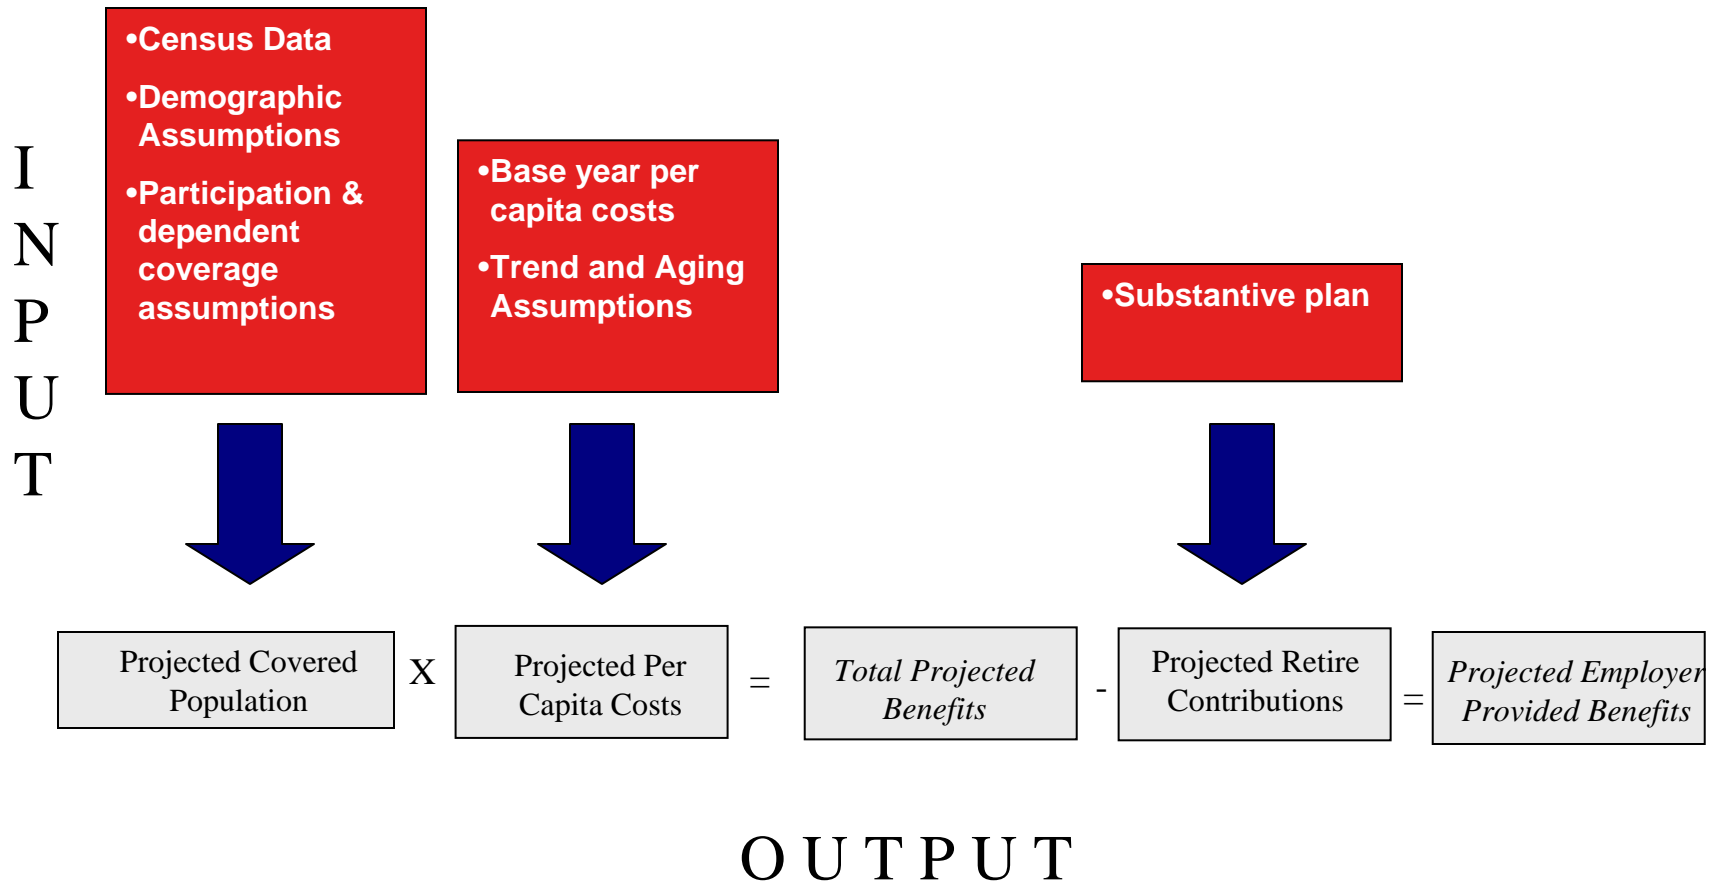 I
N
P
U
T
•Census Data
•Demographic
Assumptions
•Participation &
dependent
coverage
assumptions
•Base year per
capita costs
•Trend and Aging
Assumptions
•Substantive plan
Projected Covered
Population
X
Projected Per
Capita Costs
=
Total Projected
Benefits
-
Projected Retire
Contributions
=
Projected Employer
Provided Benefits
O U T P U T